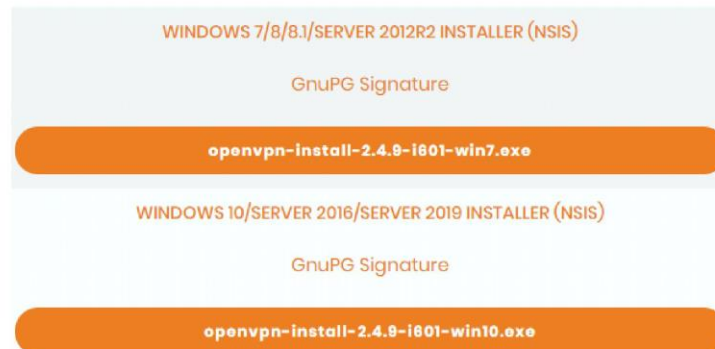 WINDOWS 7/8/8.1/SERVER 2012R2 INSTALLER (NSIS)
GnuPG Signature
openvpn-install-2.4.9-I601-win7.exe
WINDOWS 10/SERVER 2016/SERVER 2019 INSTALLER (NSIS)
GnuPG Signature
openvpn-install-2.4.9-I601-win10.exe